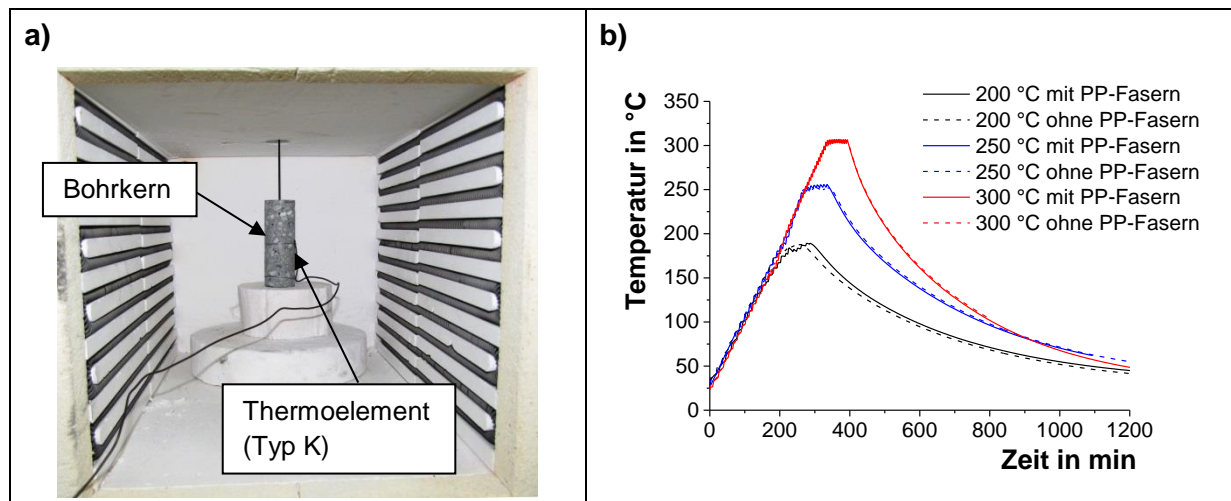 a)
Bohrkern
Thermoelement
(Typ K)
b)
200 °C mit PP-Fasern
200 °C ohne PP-Fasern
250 °C mit PP-Fasern
250 °C ohne PP-Fasern
300 °C mit PP-Fasern
300 °C ohne PP-Fasern
Temperatur in °C
350
300
250
200
150
100
50
0
0 200 400 600 800 1000 1200
Zeit in min